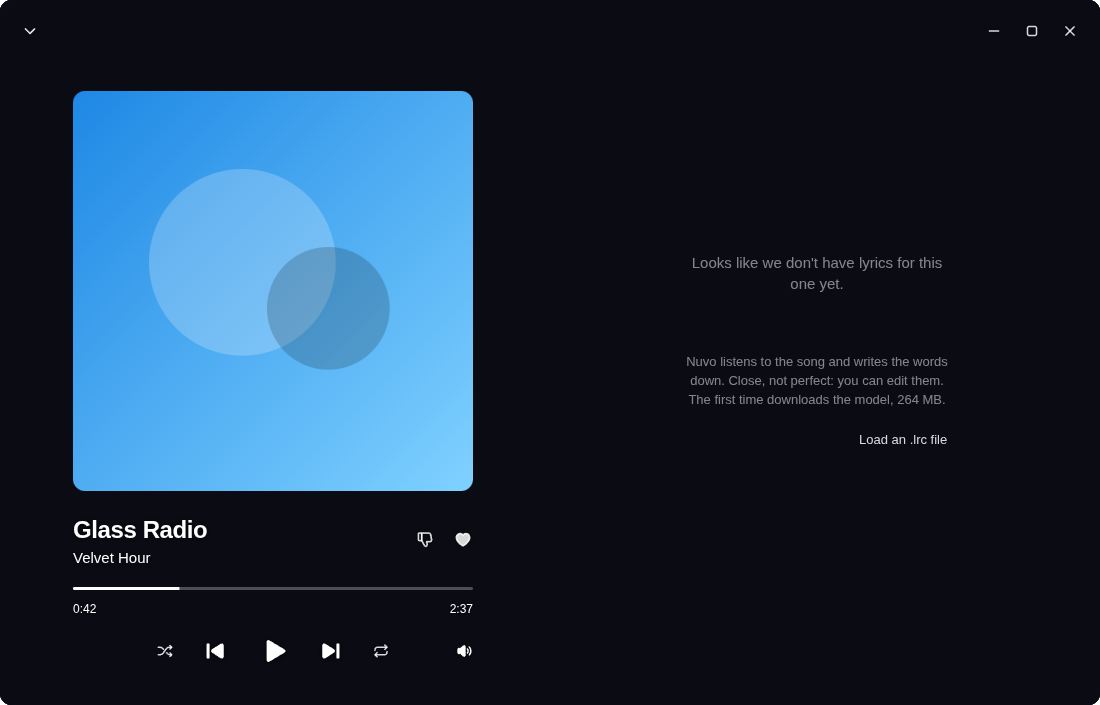 Looks like we don't have lyrics for this
one yet.
Nuvo listens to the song and writes the words
down. Close, not perfect: you can edit them.
The first time downloads the model, 264 MB.
Load an .lrc file
Glass Radio
Velvet Hour
0:42
2:37